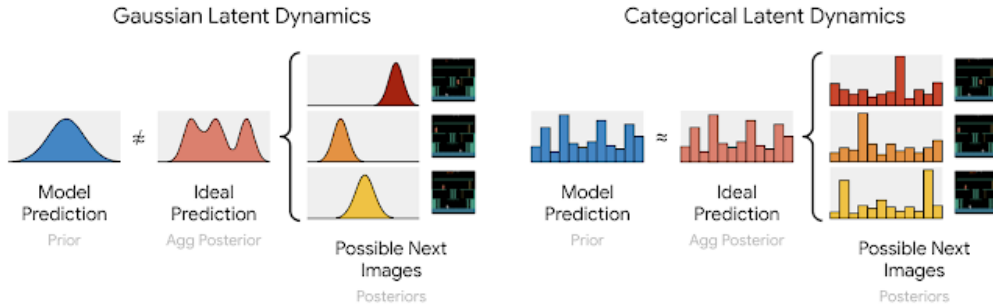 Gaussian Latent Dynamics
≉
Model
Prediction
Prior
Ideal
Prediction
Agg Posterior
Possible Next
Images
Posteriors
Categorical Latent Dynamics
≈
Model
Prediction
Prior
Ideal
Prediction
Agg Posterior
Possible Next
Images
Posteriors